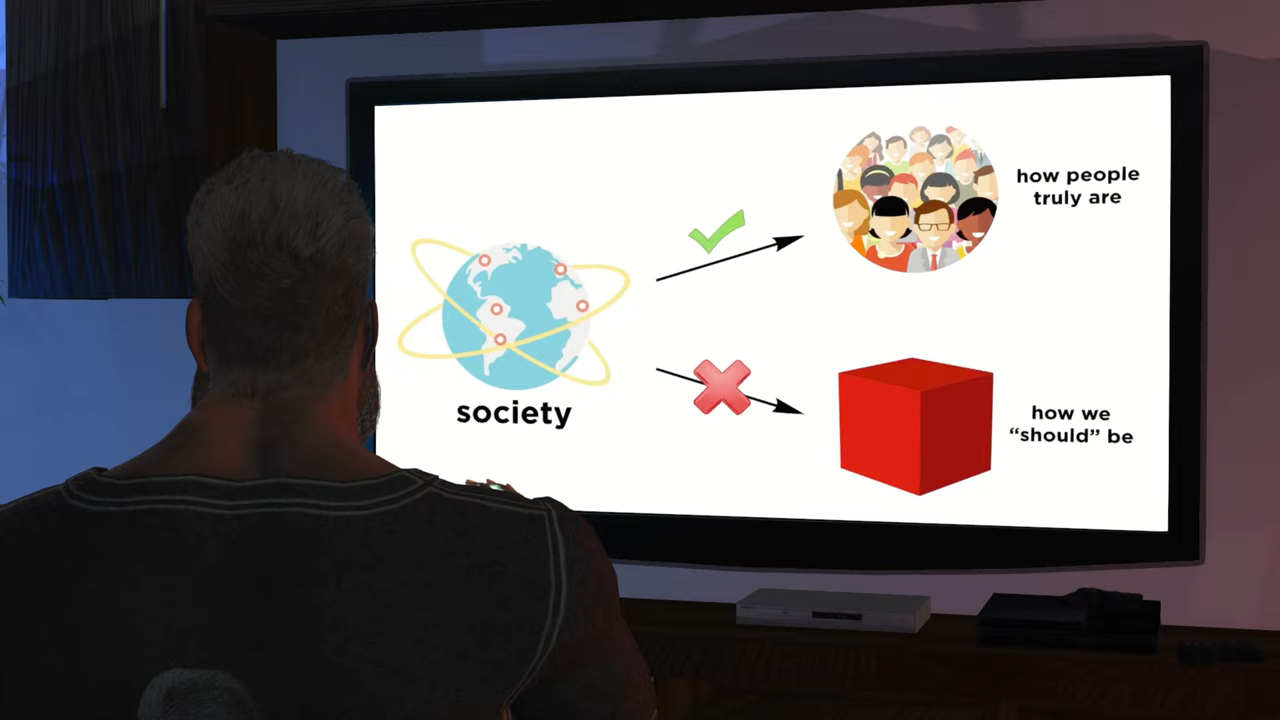 how people
truly are
society
how we
“should” be